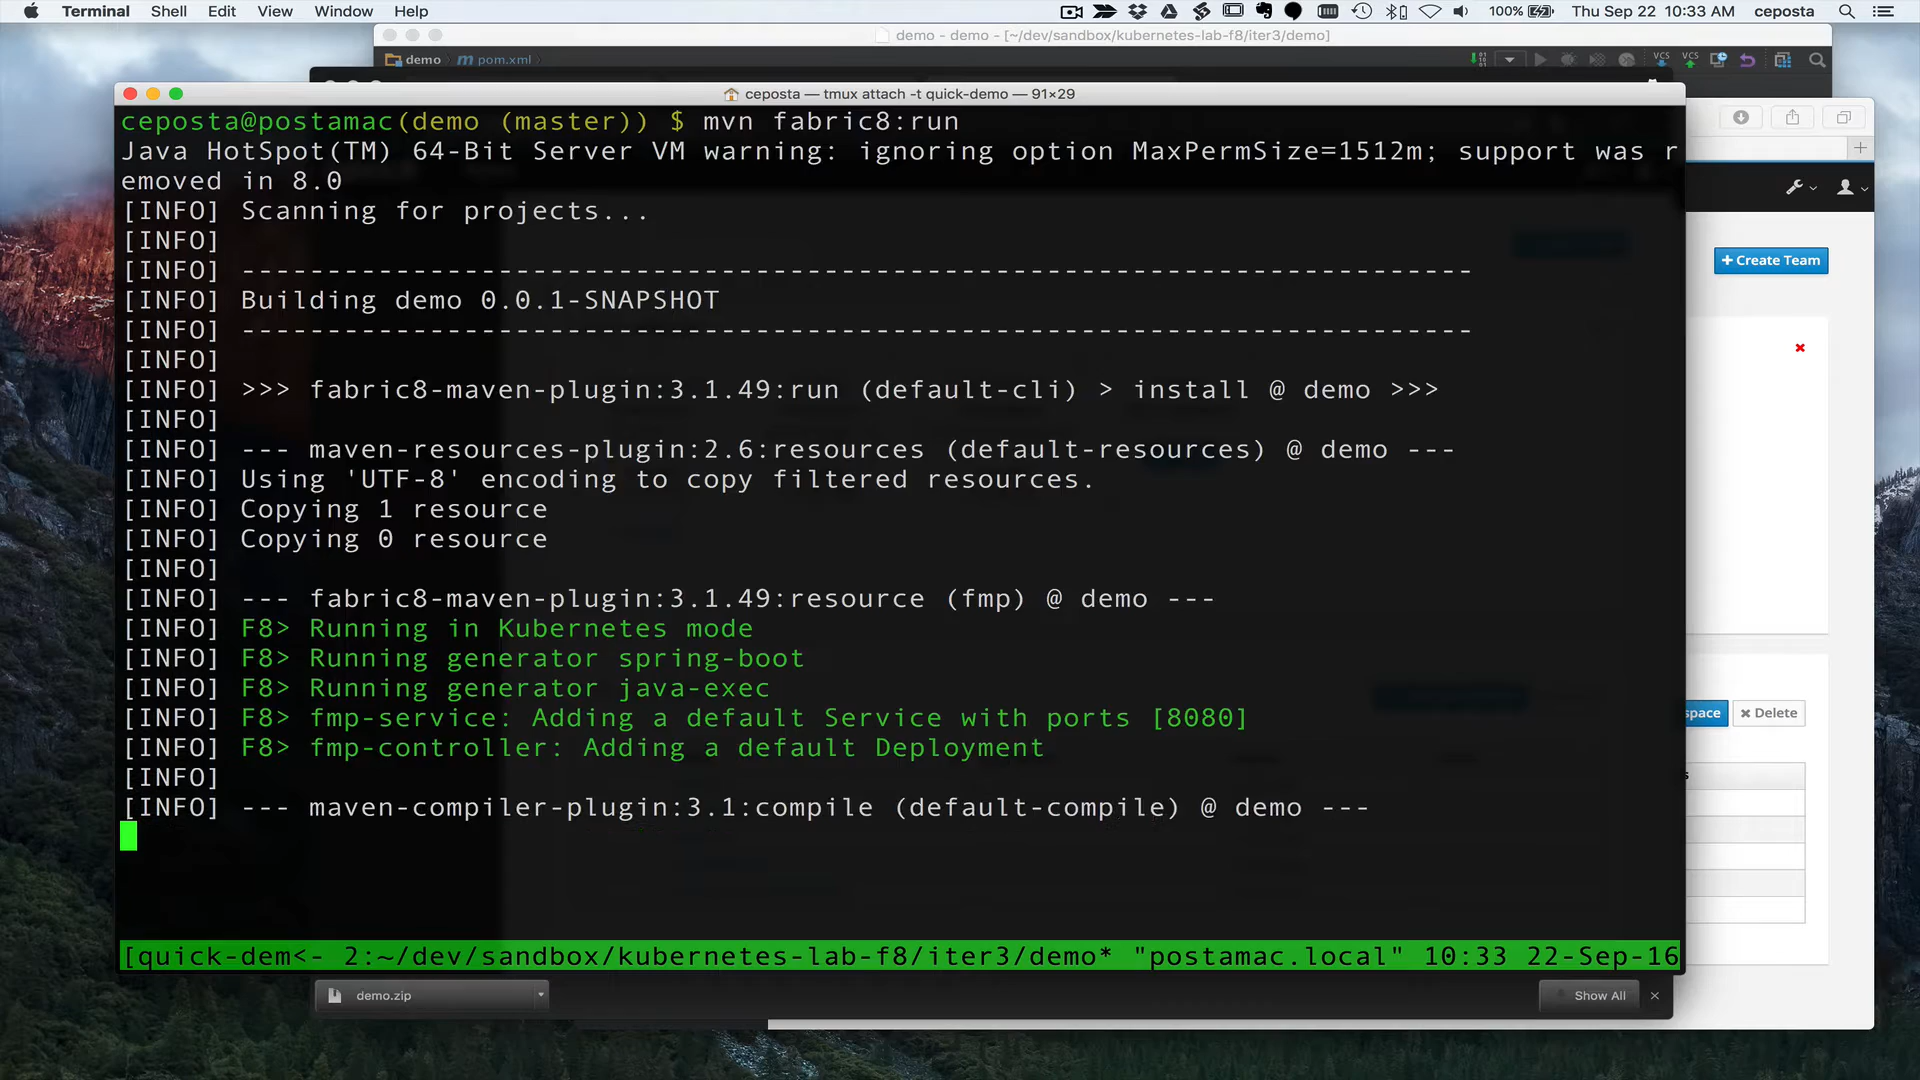 Terminal Shell Edit View Window Help 100% Thu Sep 22 10:33 AM ceposta
demo - demo - [~/dev/sandbox/kubernetes-lab-f8/iter3/demo]
demo pom.xml VCS VCS
ceposta — tmux attach -t quick-demo — 91×29
ceposta@postamac(demo (master)) $ mvn fabric8:run
Java HotSpot(TM) 64-Bit Server VM warning: ignoring option MaxPermSize=1512m; support was r
emoved in 8.0
[INFO] Scanning for projects...
[INFO]
[INFO] ------------------------------------------------------------------------
[INFO] Building demo 0.0.1-SNAPSHOT
[INFO] ------------------------------------------------------------------------
[INFO]
[INFO] >>> fabric8-maven-plugin:3.1.49:run (default-cli) > install @ demo >>>
[INFO]
[INFO] --- maven-resources-plugin:2.6:resources (default-resources) @ demo ---
[INFO] Using 'UTF-8' encoding to copy filtered resources.
[INFO] Copying 1 resource
[INFO] Copying 0 resource
[INFO]
[INFO] --- fabric8-maven-plugin:3.1.49:resource (fmp) @ demo ---
[INFO] F8> Running in Kubernetes mode
[INFO] F8> Running generator spring-boot
[INFO] F8> Running generator java-exec
[INFO] F8> fmp-service: Adding a default Service with ports [8080]
[INFO] F8> fmp-controller: Adding a default Deployment
[INFO]
[INFO] --- maven-compiler-plugin:3.1:compile (default-compile) @ demo ---
[quick-dem<- 2:~/dev/sandbox/kubernetes-lab-f8/iter3/demo* "postamac.local" 10:33 22-Sep-16
Create Team
space Delete
s
demo.zip Show All